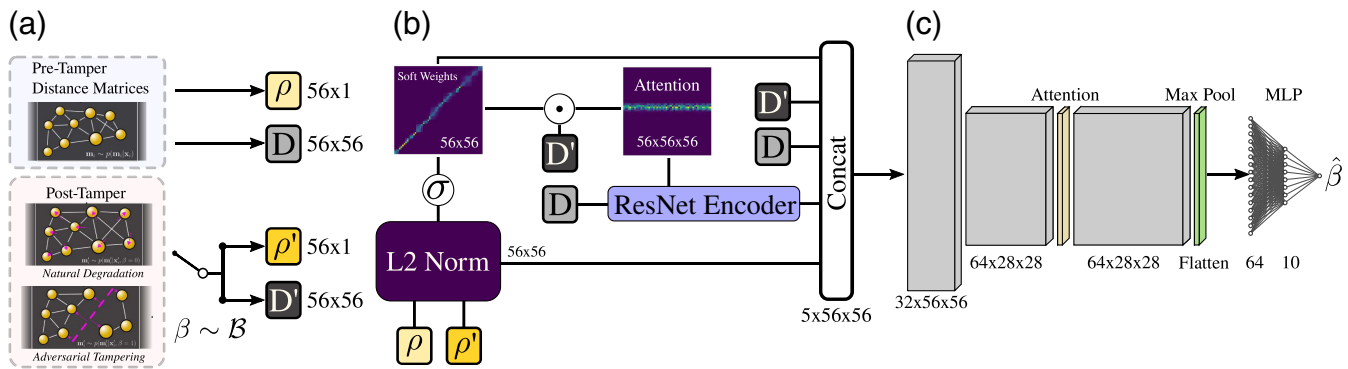 (a)
Pre-Tamper
Distance Matrices
ρ 56x1
D 56x56
Post-Tamper
Natural Degradation
Adversarial Tampering
β ∼ B
ρ' 56x1
D' 56x56
(b)
Soft Weights
56x56
σ
L2 Norm
56x56
ρ
ρ'
D'
Attention
56x56x56
D
ResNet Encoder
D'
D
Concat
5x56x56
(c)
32x56x56
Attention
Max Pool
MLP
64x28x28
64x28x28
Flatten
64
10
β̂